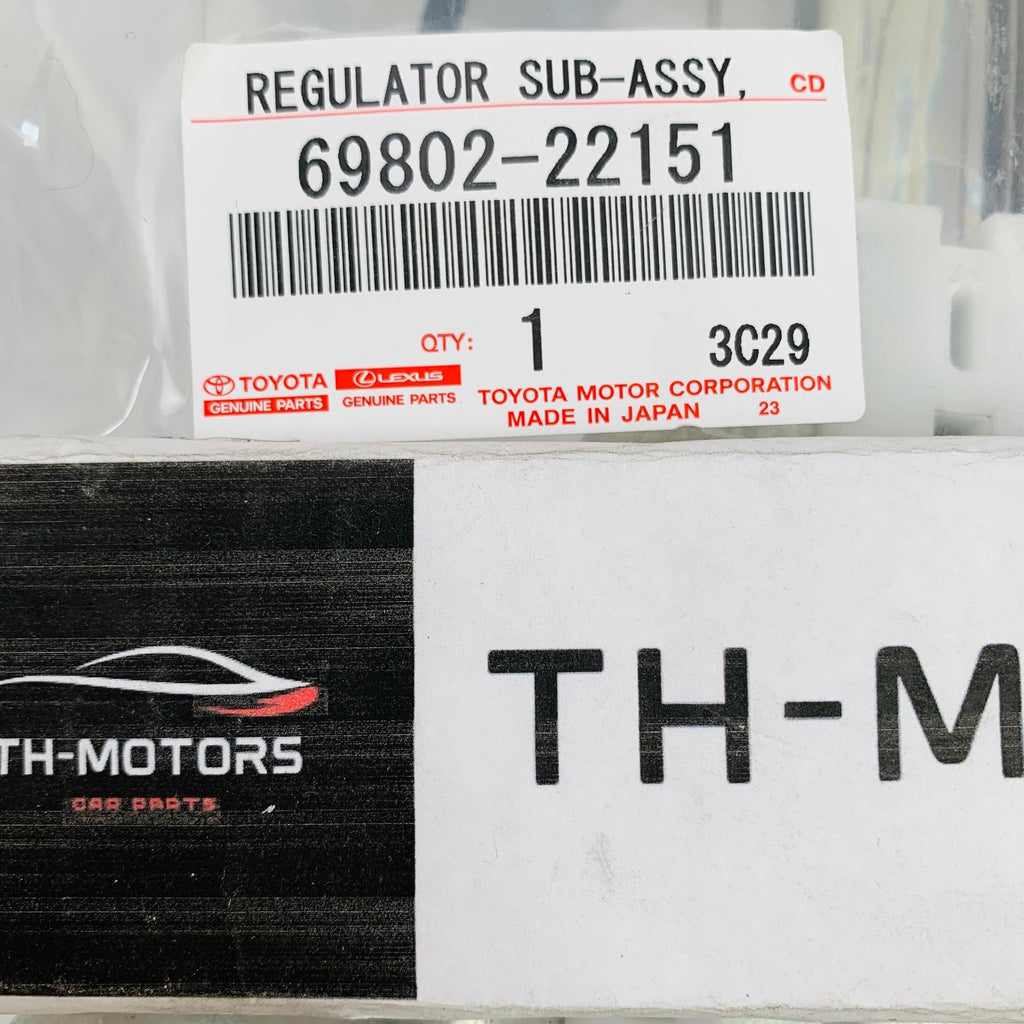 REGULATOR SUB-ASSY, CD
69802-22151
QTY: 1 3C29
TOYOTA
GENUINE PARTS
LEXUS
GENUINE PARTS
TOYOTA MOTOR CORPORATION
MADE IN JAPAN 23
TH-MOTORS
CAR PARTS
TH-M